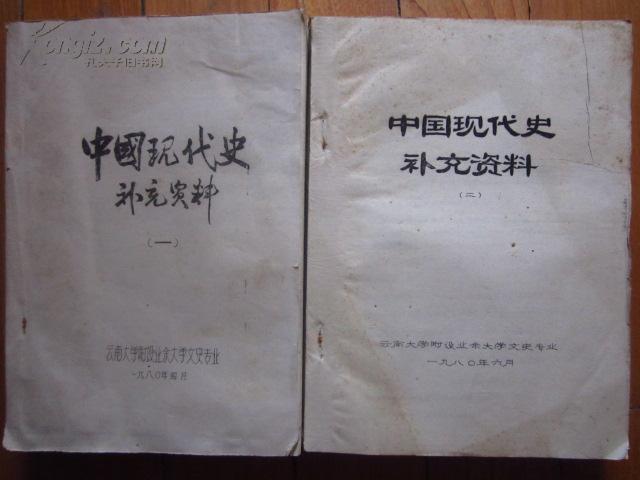 Kongfz.com
孔夫子旧书网
中國现代史
补充资料
(一)
云南大学附设业余大学文史专业
一九八〇年四月
中国现代史
补充资料
(二)
云南大学附设业余大学文史专业
一九八〇年六月